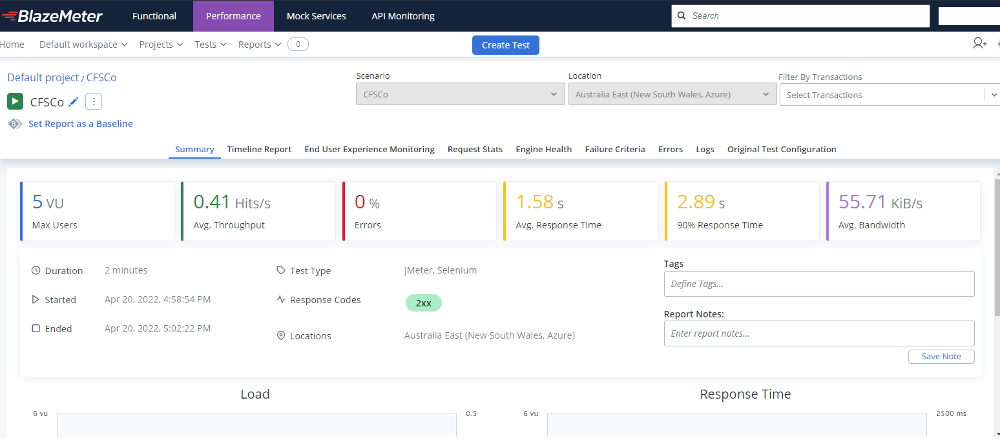 BlazeMeter Functional Performance Mock Services API Monitoring Search
Home Default workspace Projects Tests Reports 0 Create Test
Default project / CFSCo
CFSCo
Set Report as a Baseline
Scenario
CFSCo
Location
Australia East (New South Wales, Azure)
Filter By Transactions
Select Transactions
Summary Timeline Report End User Experience Monitoring Request Stats Engine Health Failure Criteria Errors Logs Original Test Configuration
5 VU
Max Users
0.41 Hits/s
Avg. Throughput
0 %
Errors
1.58 s
Avg. Response Time
2.89 s
90% Response Time
55.71 KiB/s
Avg. Bandwidth
Duration 2 minutes
Started Apr 20, 2022, 4:58:54 PM
Ended Apr 20, 2022, 5:02:22 PM
Test Type JMeter, Selenium
Response Codes 2xx
Locations Australia East (New South Wales, Azure)
Tags
Define Tags...
Report Notes:
Enter report notes...
Save Note
Load
6 vu 0.5
Response Time
6 vu 2500 ms